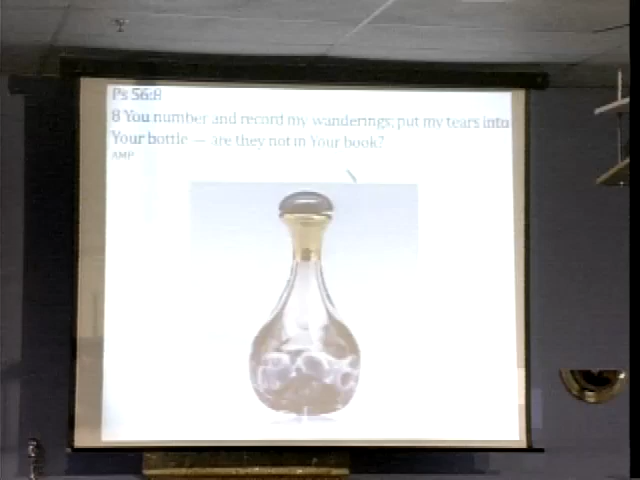 Ps 56:8
8 You number and record my wanderings; put my tears into
Your bottle — are they not in Your book?
AMP